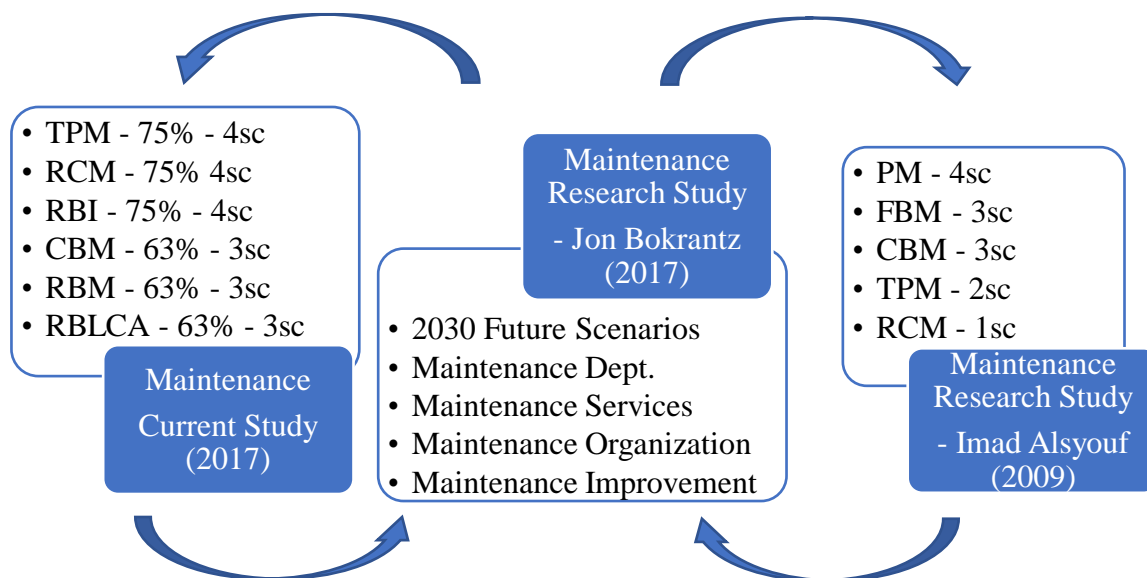 • TPM - 75% - 4sc
• RCM - 75% 4sc
• RBI - 75% - 4sc
• CBM - 63% - 3sc
• RBM - 63% - 3sc
• RBLCA - 63% - 3sc
Maintenance
Current Study
(2017)
Maintenance
Research Study
- Jon Bokrantz
(2017)
• 2030 Future Scenarios
• Maintenance Dept.
• Maintenance Services
• Maintenance Organization
• Maintenance Improvement
• PM - 4sc
• FBM - 3sc
• CBM - 3sc
• TPM - 2sc
• RCM - 1sc
Maintenance
Research Study
- Imad Alsyouf
(2009)